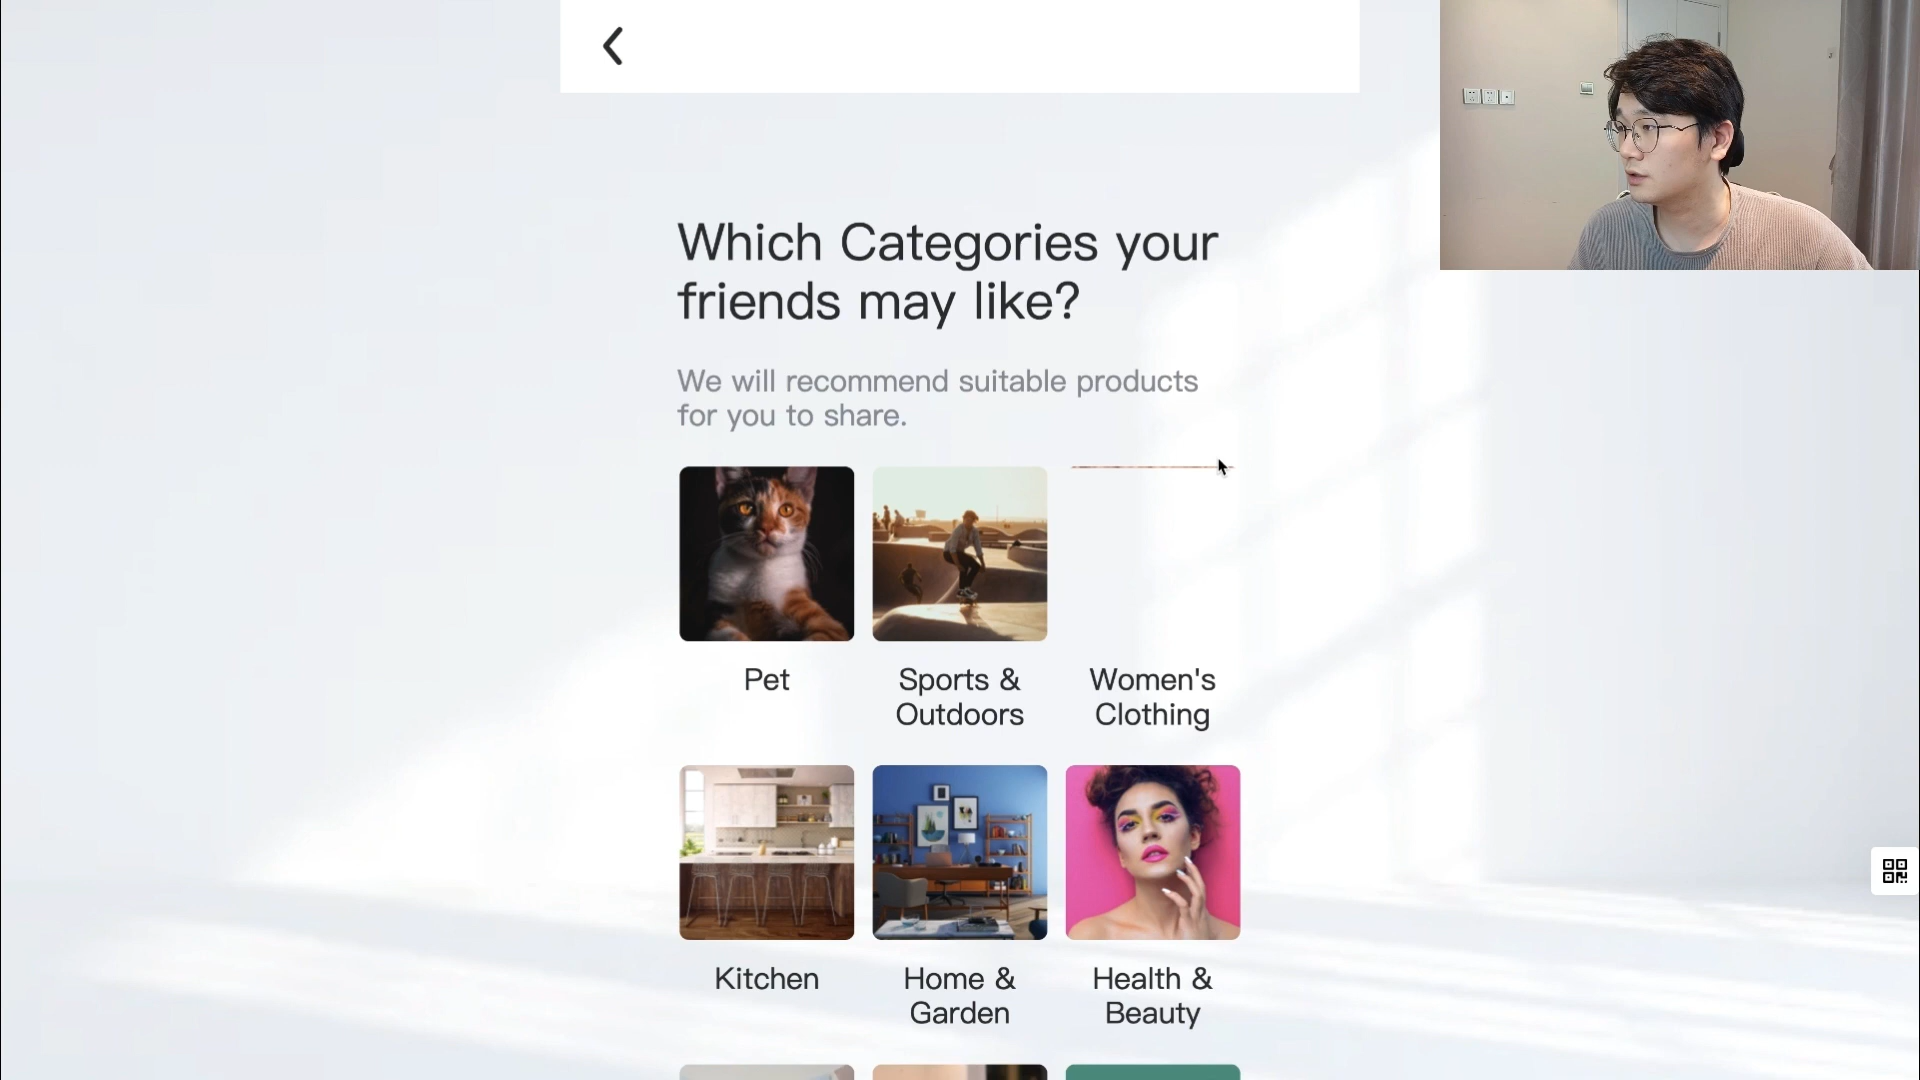 Which Categories your
friends may like?
We will recommend suitable products
for you to share.
Pet
Sports &
Outdoors
Women's
Clothing
Kitchen
Home &
Garden
Health &
Beauty